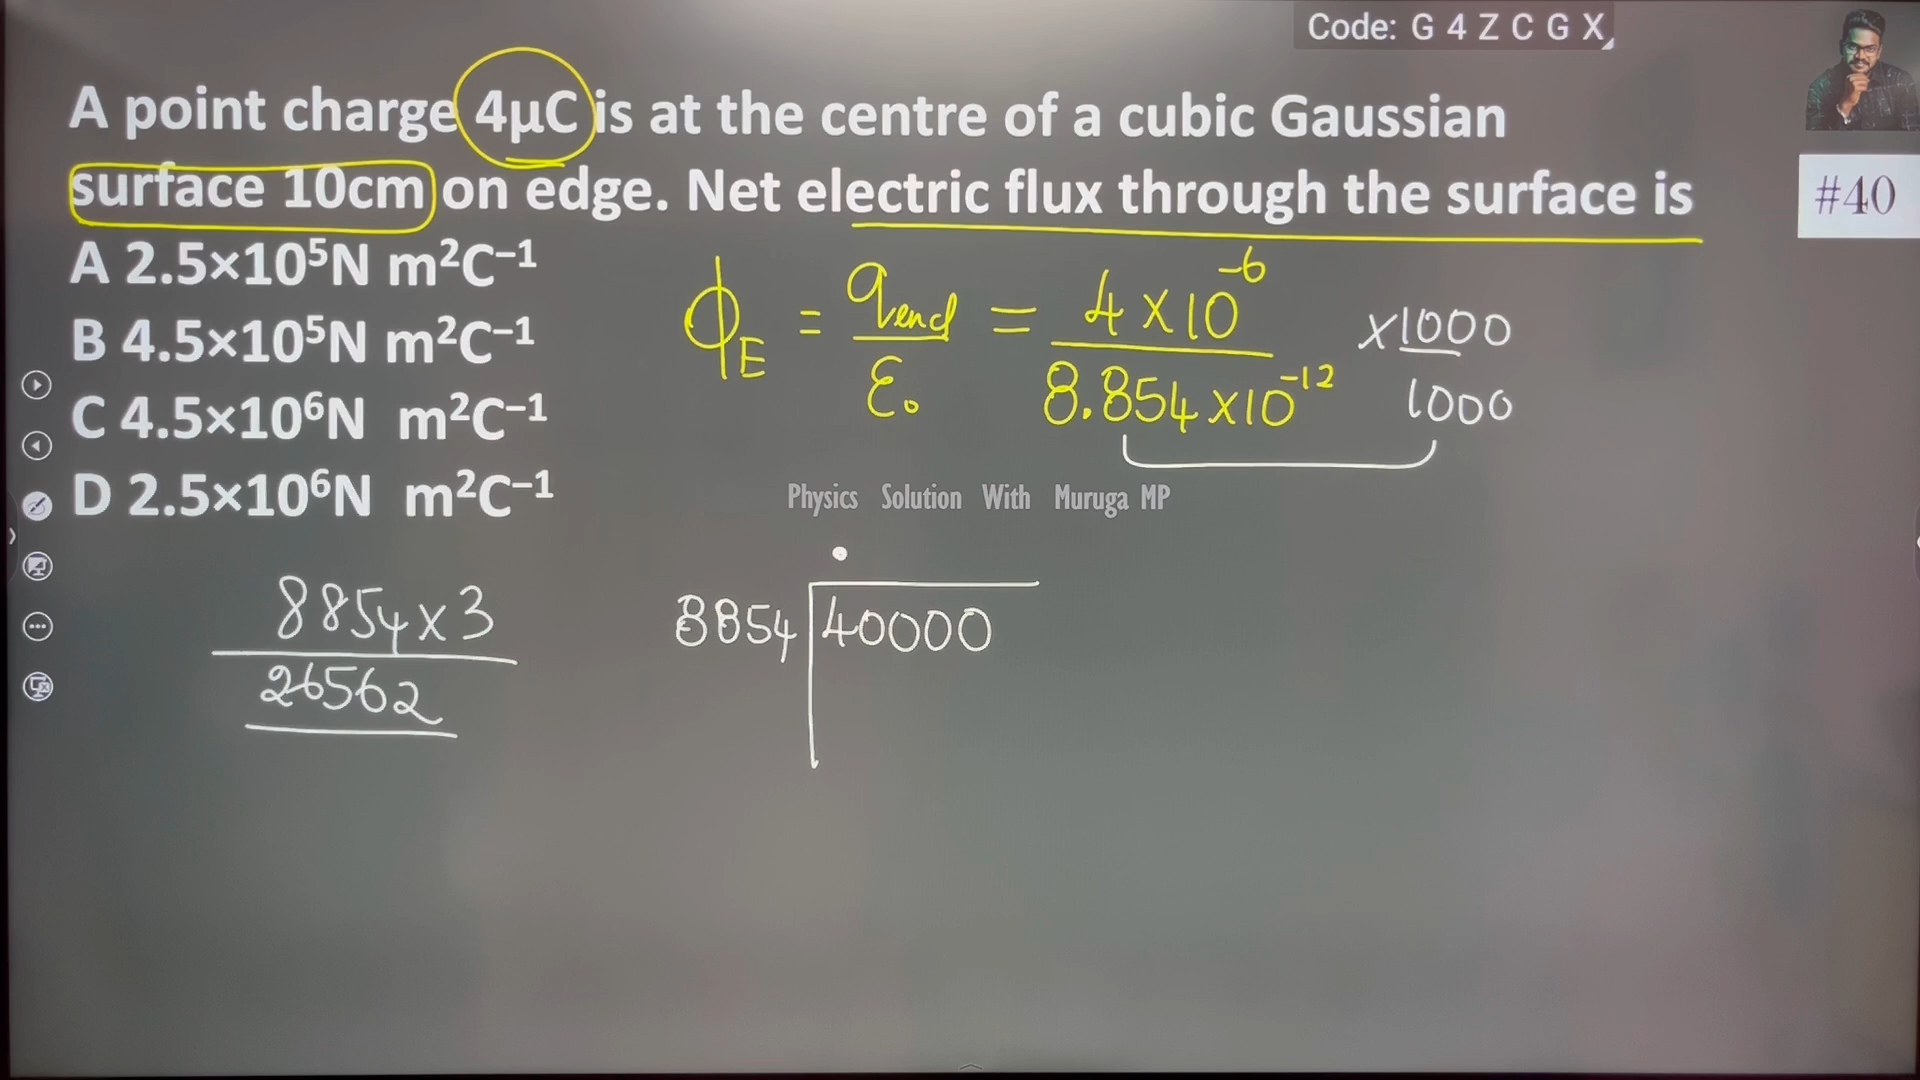 Code: G 4 Z C G X
A point charge 4μC is at the centre of a cubic Gaussian
surface 10cm on edge. Net electric flux through the surface is
#40
A 2.5×10⁵N m²C⁻¹
B 4.5×10⁵N m²C⁻¹
C 4.5×10⁶N m²C⁻¹
D 2.5×10⁶N m²C⁻¹
ϕE = qencl/ε₀ = 4×10⁻⁶/8.854×10⁻¹² ×1000/1000
Physics Solution With Muruga MP
8854×3
26562
.
8854 40000